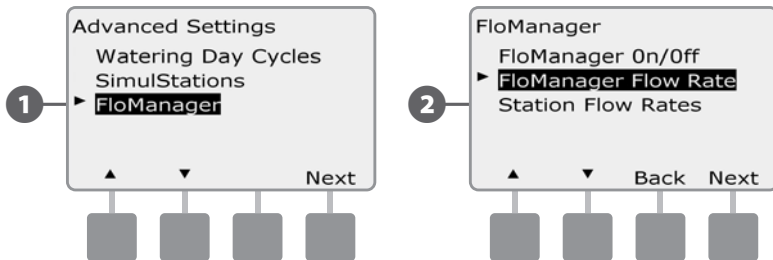 Advanced Settings
Watering Day Cycles
SimulStations
► FloManager
▲ ▼ Next
1
FloManager
FloManager On/Off
► FloManager Flow Rate
Station Flow Rates
▲ ▼ Back Next
2